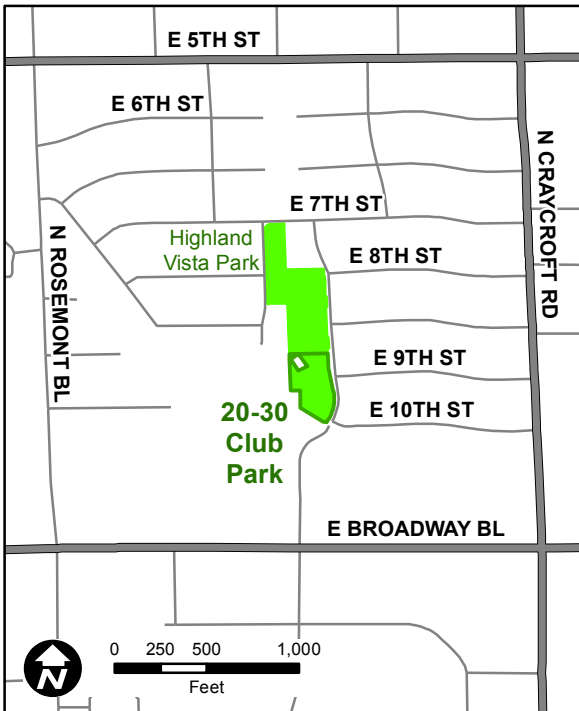 E 5TH ST
E 6TH ST
N CRAYCROFT RD
E 7TH ST
Highland
Vista Park
E 8TH ST
N ROSEMONT BL
E 9TH ST
20-30
Club
Park
E 10TH ST
E BROADWAY BL
N
0 250 500 1,000
Feet